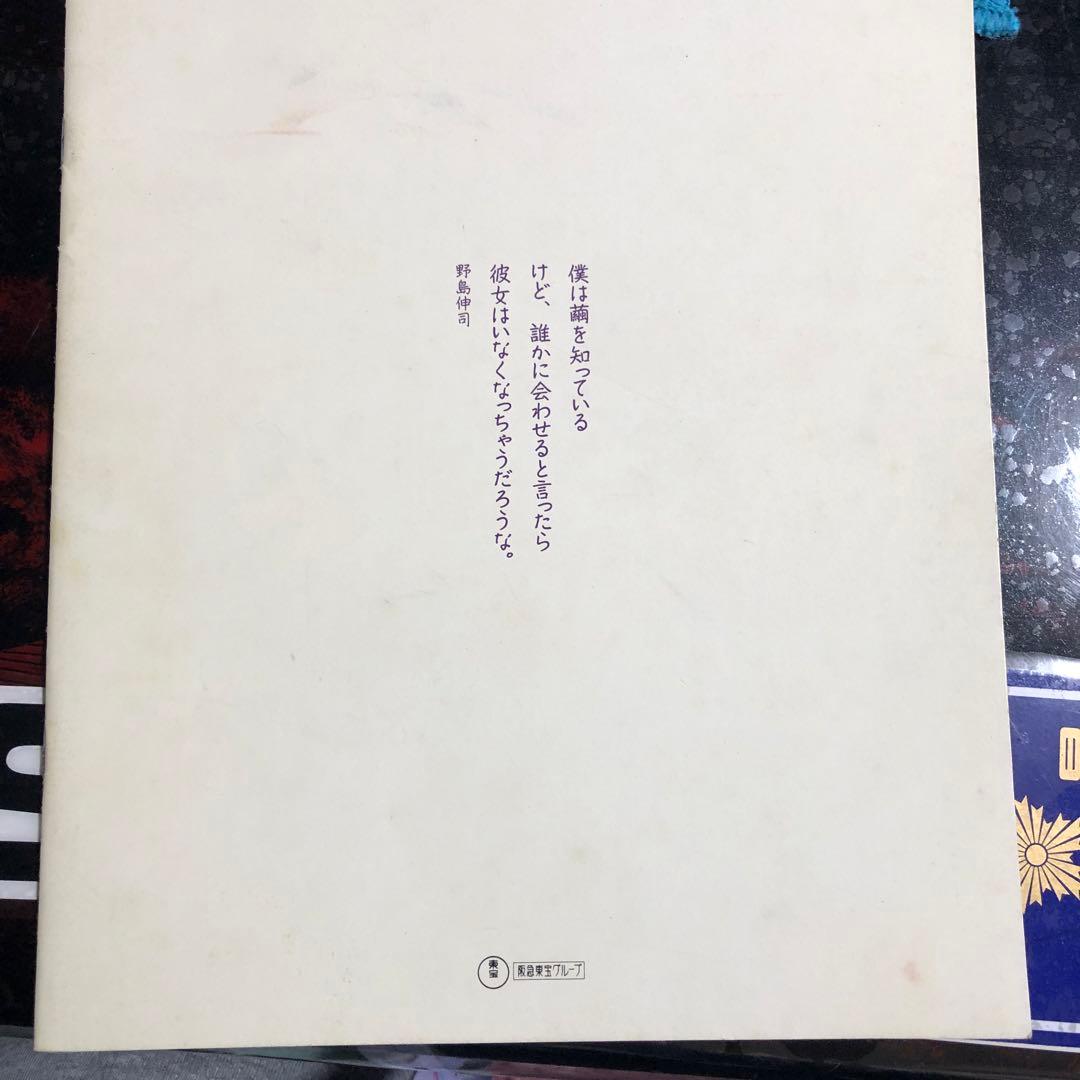 僕は繭を知っている
けど、誰かに会わせると言ったら
彼女はいなくなっちゃうだろうな。
野島伸司
東宝
阪急東宝グループ